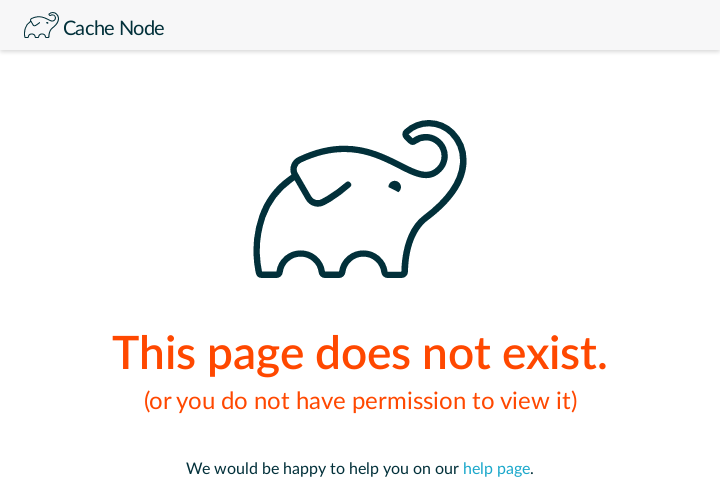 Cache Node
This page does not exist.
(or you do not have permission to view it)
We would be happy to help you on our help page.